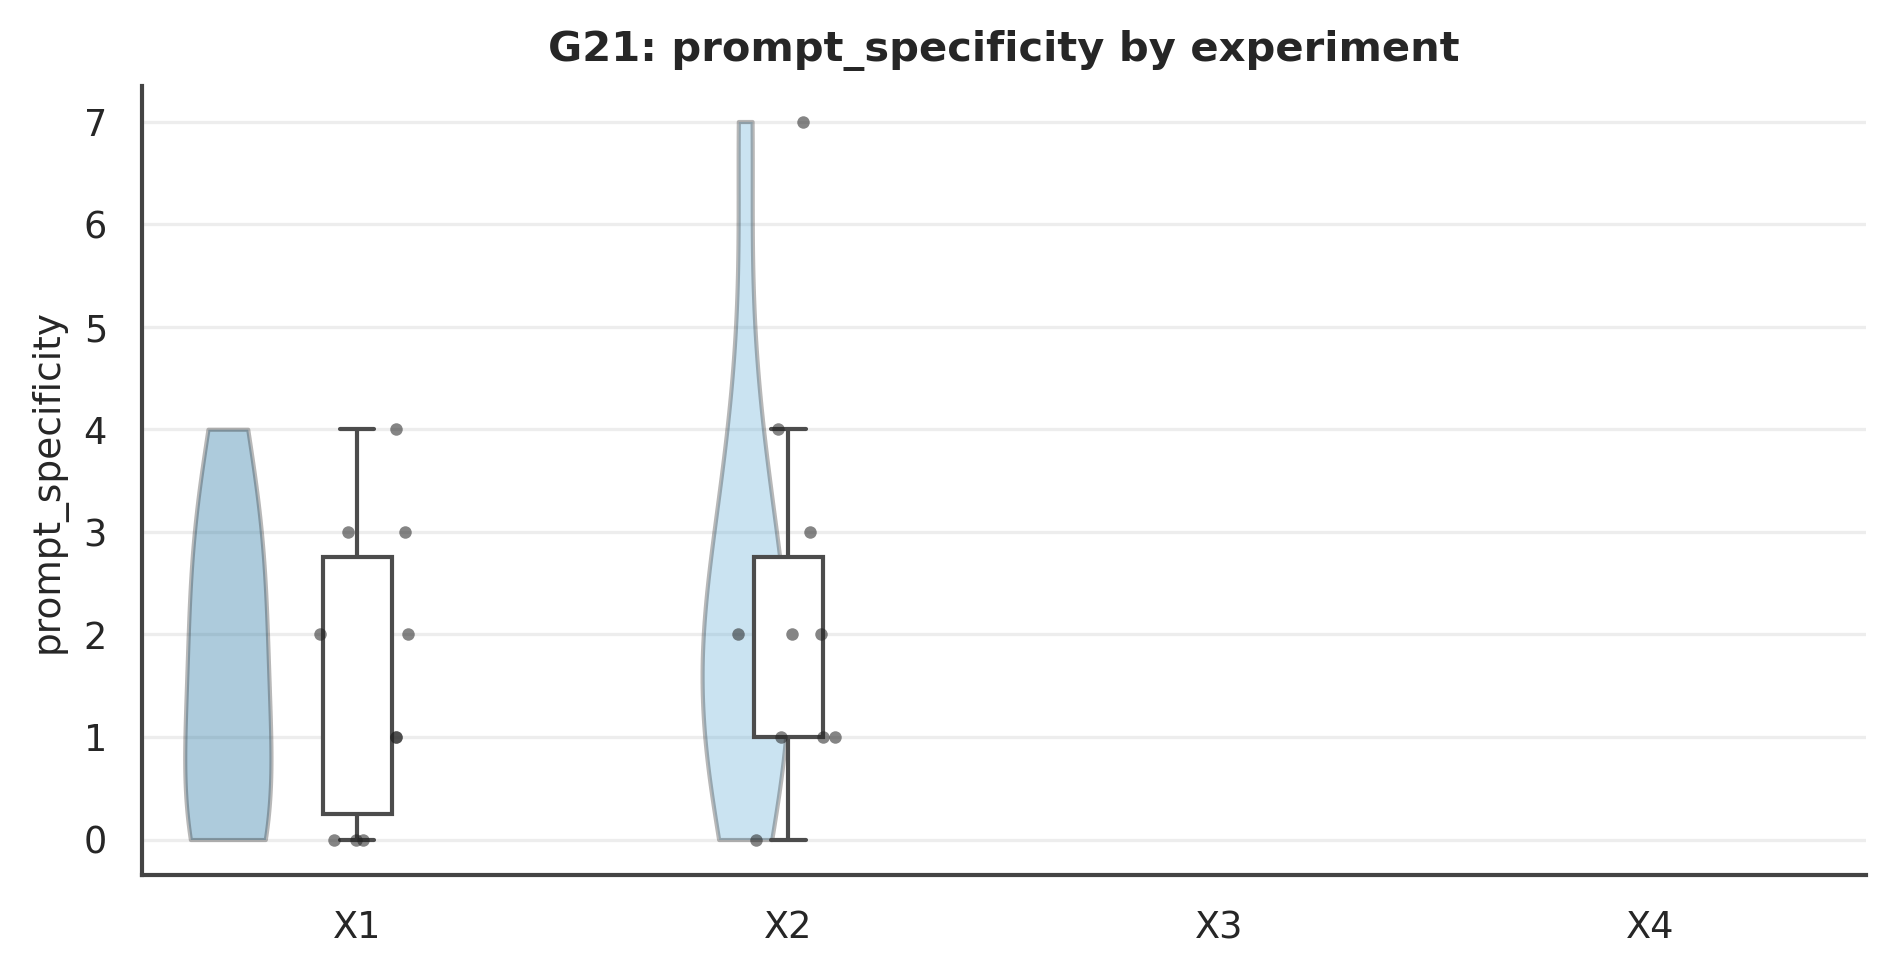 G21: prompt_specificity by experiment
prompt_specificity
7
6
5
4
3
2
1
0
X1 X2 X3 X4